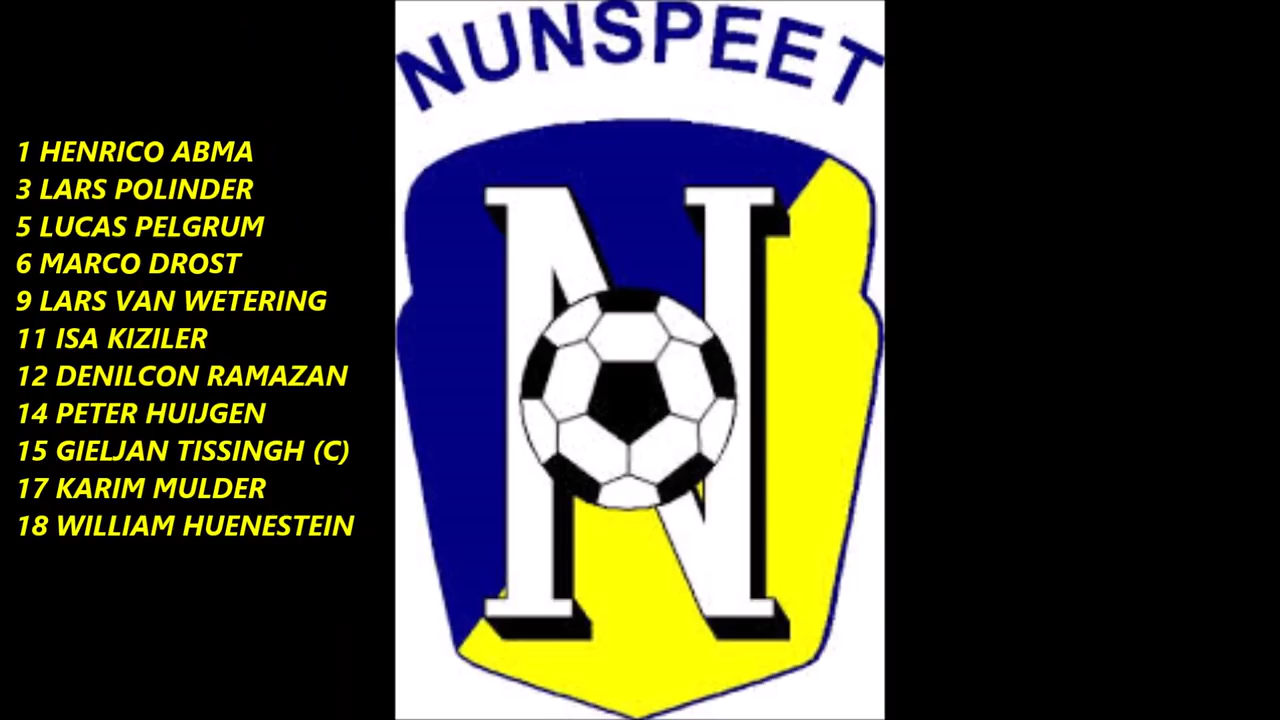 NUNSPEET
1 HENRICO ABMA
3 LARS POLINDER
5 LUCAS PELGRUM
6 MARCO DROST
9 LARS VAN WETERING
11 ISA KIZILER
12 DENILCON RAMAZAN
14 PETER HUIJGEN
15 GIELJAN TISSINGH (C)
17 KARIM MULDER
18 WILLIAM HUENESTEIN
N